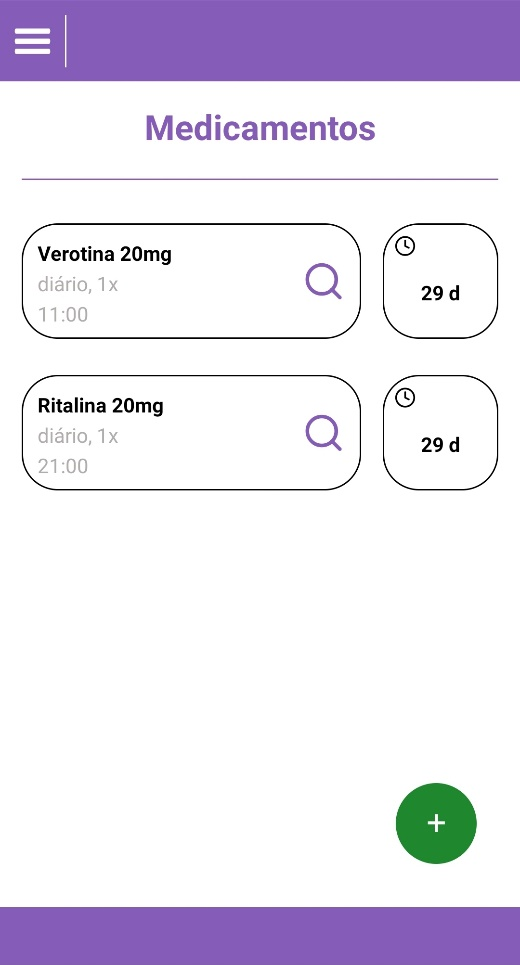 Medicamentos
Verotina 20mg
diário, 1x
11:00
29 d
Ritalina 20mg
diário, 1x
21:00
29 d
+